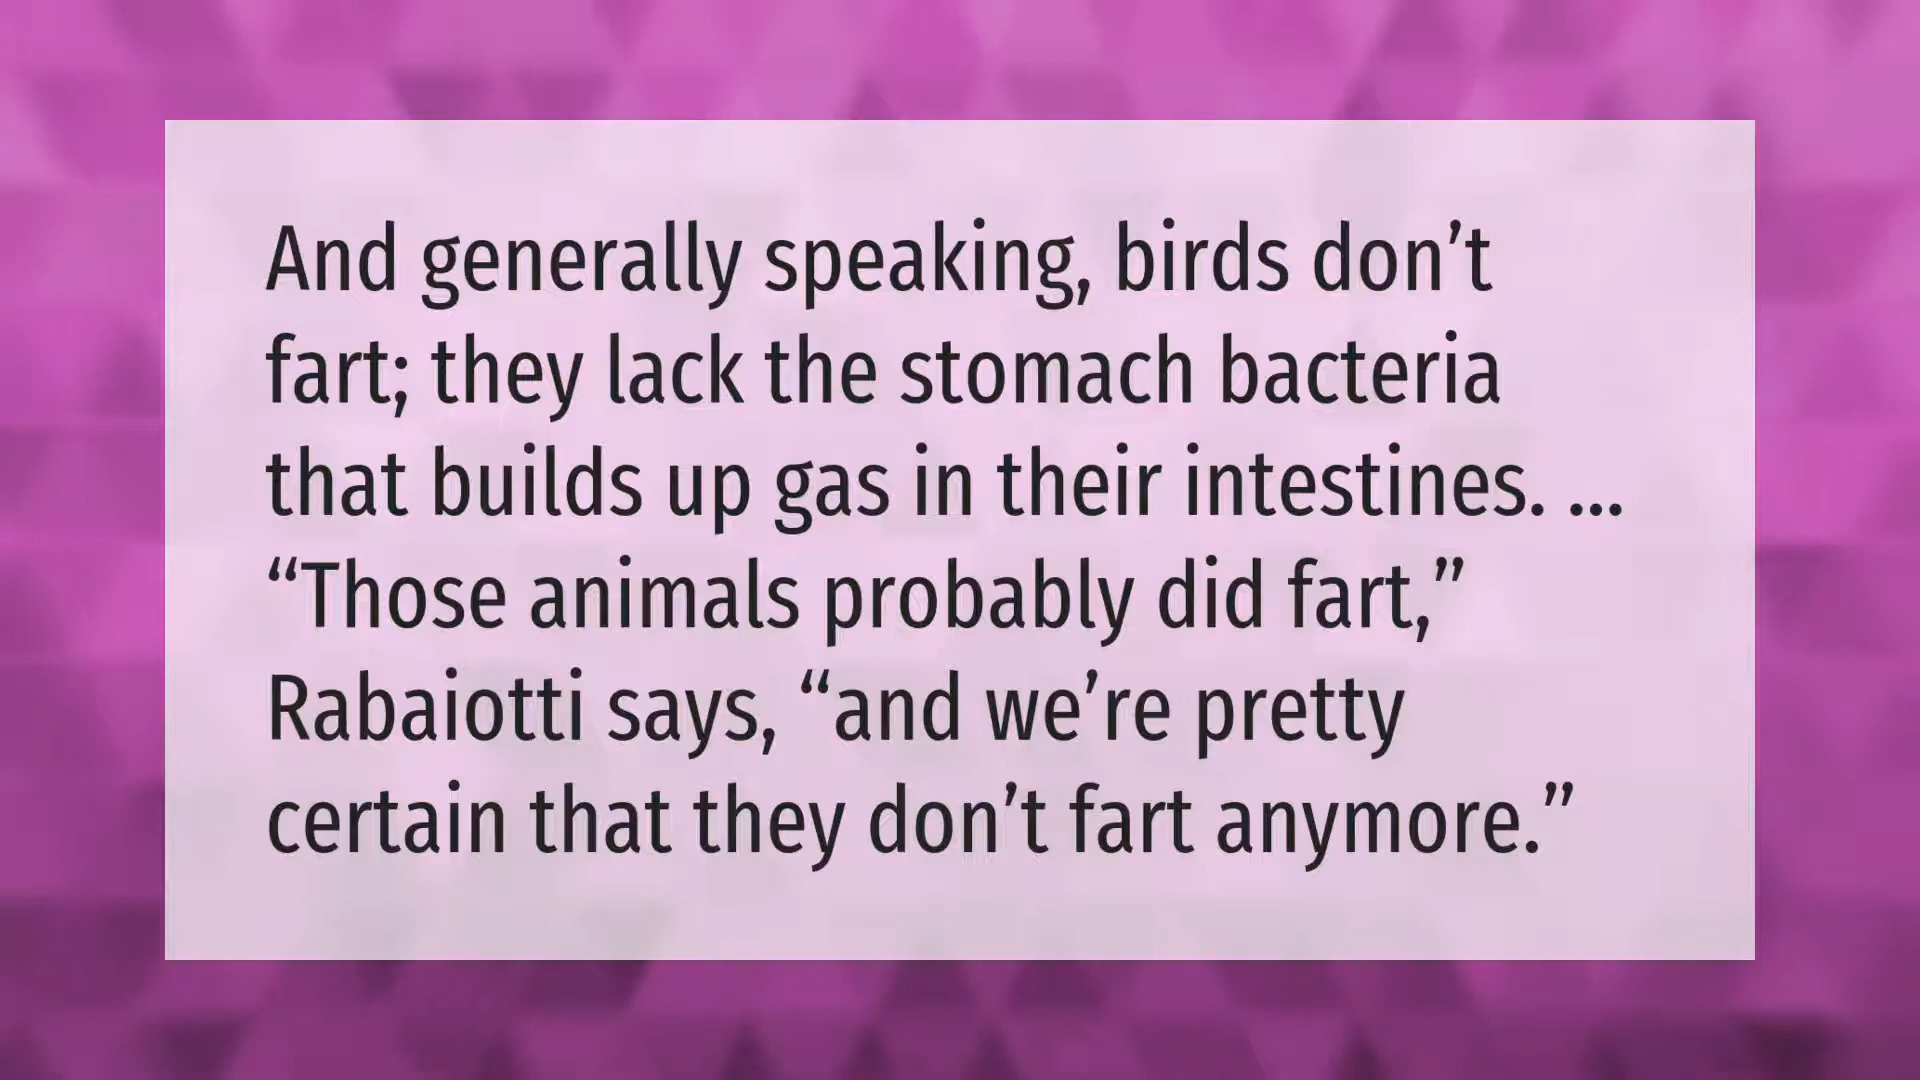 And generally speaking, birds don’t
fart; they lack the stomach bacteria
that builds up gas in their intestines. ...
“Those animals probably did fart,”
Rabaiotti says, “and we’re pretty
certain that they don’t fart anymore.”